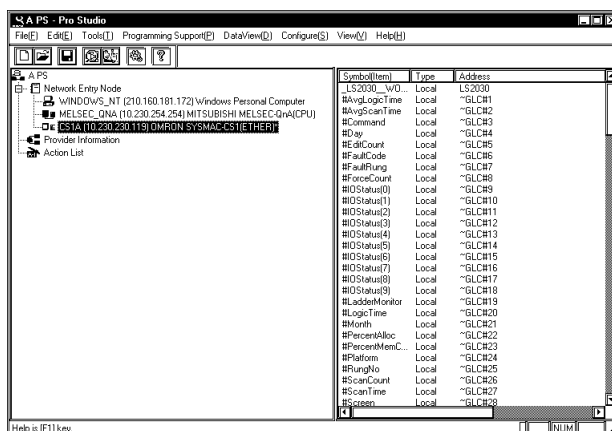 A PS - Pro Studio
File(F) Edit(E) Tools(T) Programming Support(P) DataView(D) Configure(S) View(V) Help(H)
A PS
Network Entry Node
WINDOWS_NT (210.160.181.172) Windows Personal Computer
MELSEC_QNA (10.230.254.254) MITSUBISHI MELSEC-QnA(CPU)
CS1A (10.230.230.119) OMRON SYSMAC-CS1(ETHER)*
Provider Information
Action List
Symbol(Item) Type Address
_LS2030__WO... Local LS2030
#AvgLogicTime Local ~GLC#1
#AvgScanTime Local ~GLC#2
#Command Local ~GLC#3
#Day Local ~GLC#4
#EditCount Local ~GLC#5
#FaultCode Local ~GLC#6
#FaultRung Local ~GLC#7
#ForceCount Local ~GLC#8
#IOStatus(0) Local ~GLC#9
#IOStatus(1) Local ~GLC#10
#IOStatus(2) Local ~GLC#11
#IOStatus(3) Local ~GLC#12
#IOStatus(4) Local ~GLC#13
#IOStatus(5) Local ~GLC#14
#IOStatus(6) Local ~GLC#15
#IOStatus(7) Local ~GLC#16
#IOStatus(8) Local ~GLC#17
#IOStatus(9) Local ~GLC#18
#LadderMonitor Local ~GLC#19
#LogicTime Local ~GLC#20
#Month Local ~GLC#21
#PercentAlloc Local ~GLC#22
#PercentMemC... Local ~GLC#23
#Platform Local ~GLC#24
#RungNo Local ~GLC#25
#ScanCount Local ~GLC#26
#ScanTime Local ~GLC#27
#Screen Local ~GLC#28
Help is [F1] key.
NUM